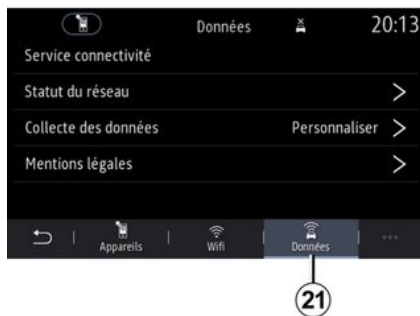 Données 20:13
Service connectivité
Statut du réseau
Collecte des données Personnaliser
Mentions légales
Appareils Wifi Données
21